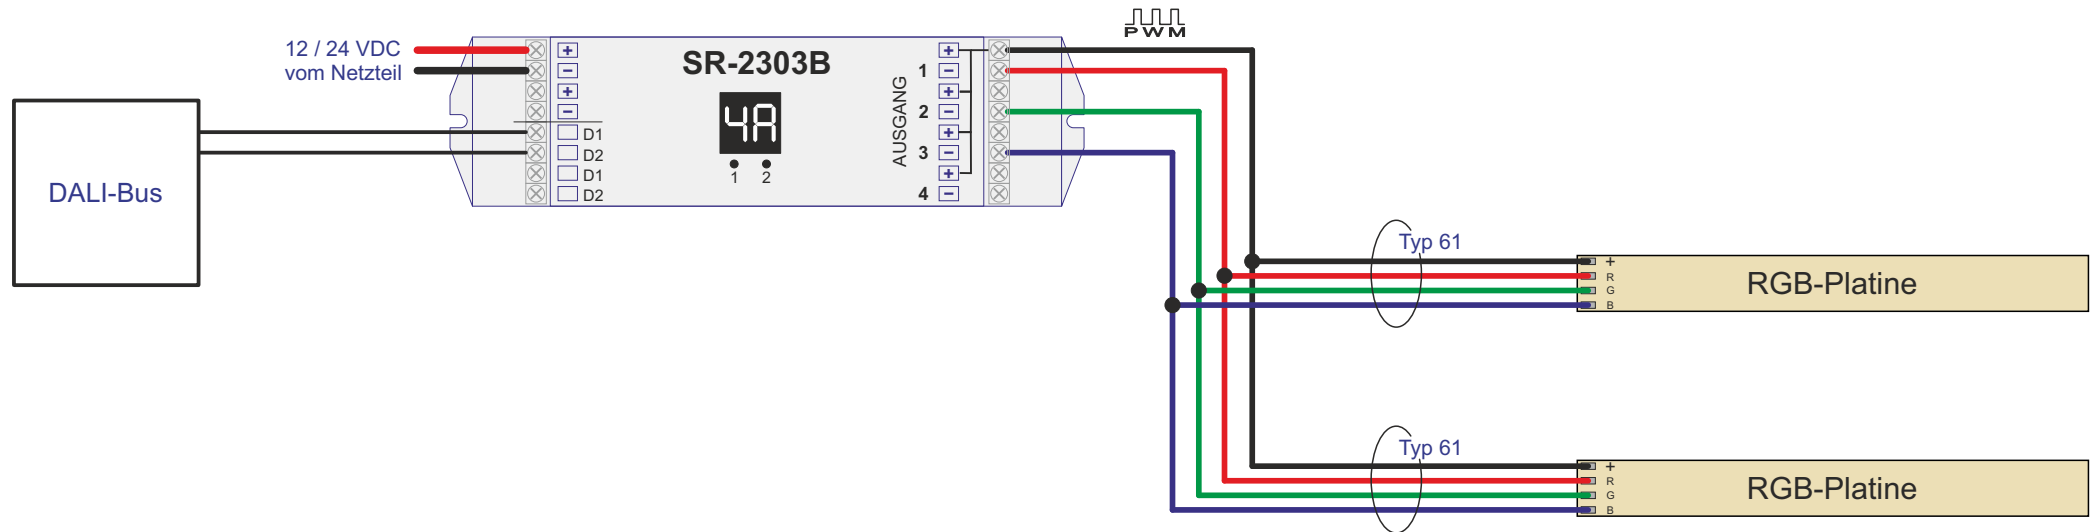 PWM
12 / 24 VDC
vom Netzteil
SR-2303B
+
-
+
-
D1
D2
D1
D2
4A
1 2
AUSGANG
+
1 -
+
2 -
+
3 -
+
4 -
DALI-Bus
Typ 61
+
R
G
B
RGB-Platine
Typ 61
+
R
G
B
RGB-Platine